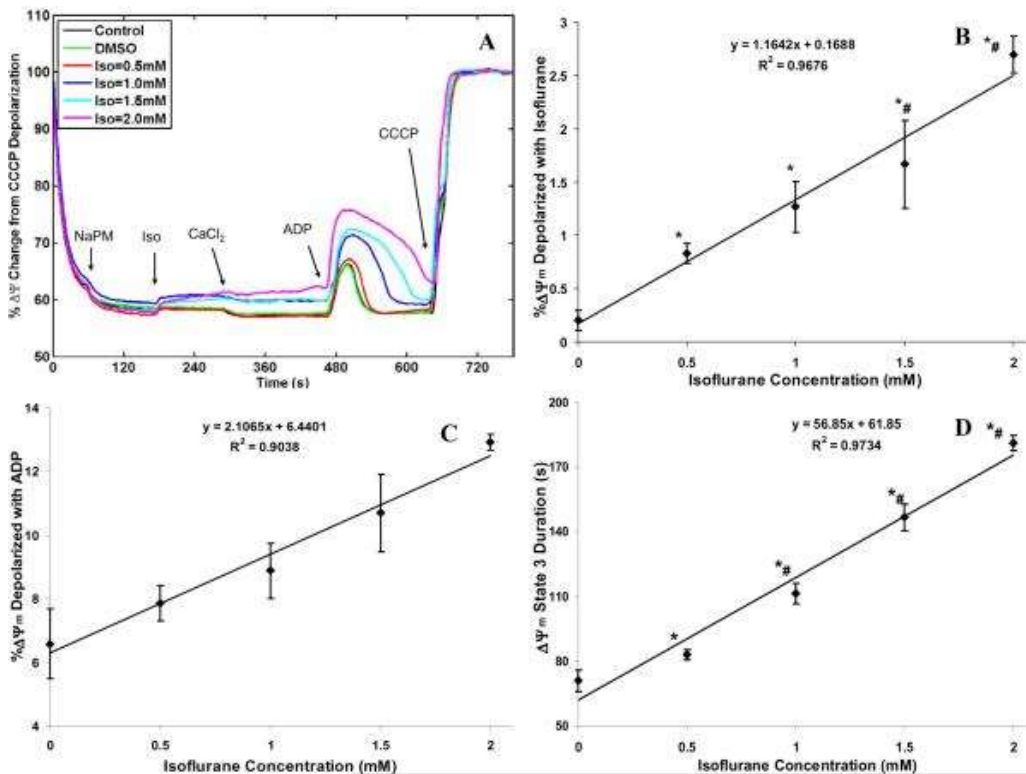 110
100
90
80
70
60
50
% ΔΨ Change from CCCP Depolarization
Control
DMSO
Iso=0.5mM
Iso=1.0mM
Iso=1.5mM
Iso=2.0mM
A
NaPM
Iso
CaCl2
ADP
CCCP
0 120 240 360 480 600 720
Time (s)
3
2.5
2
1.5
1
0.5
0
%ΔΨm Depolarized with Isoflurane
y = 1.1642x + 0.1688
R² = 0.9676
B
*
*
*#
*#
0 0.5 1 1.5 2
Isoflurane Concentration (mM)
14
12
10
8
6
4
%ΔΨm Depolarized with ADP
y = 2.1065x + 6.4401
R² = 0.9038
C
0 0.5 1 1.5 2
Isoflurane Concentration (mM)
200
170
140
110
80
50
ΔΨm State 3 Duration (s)
y = 56.85x + 61.85
R² = 0.9734
D
*
*#
*#
*#
0 0.5 1 1.5 2
Isoflurane Concentration (mM)